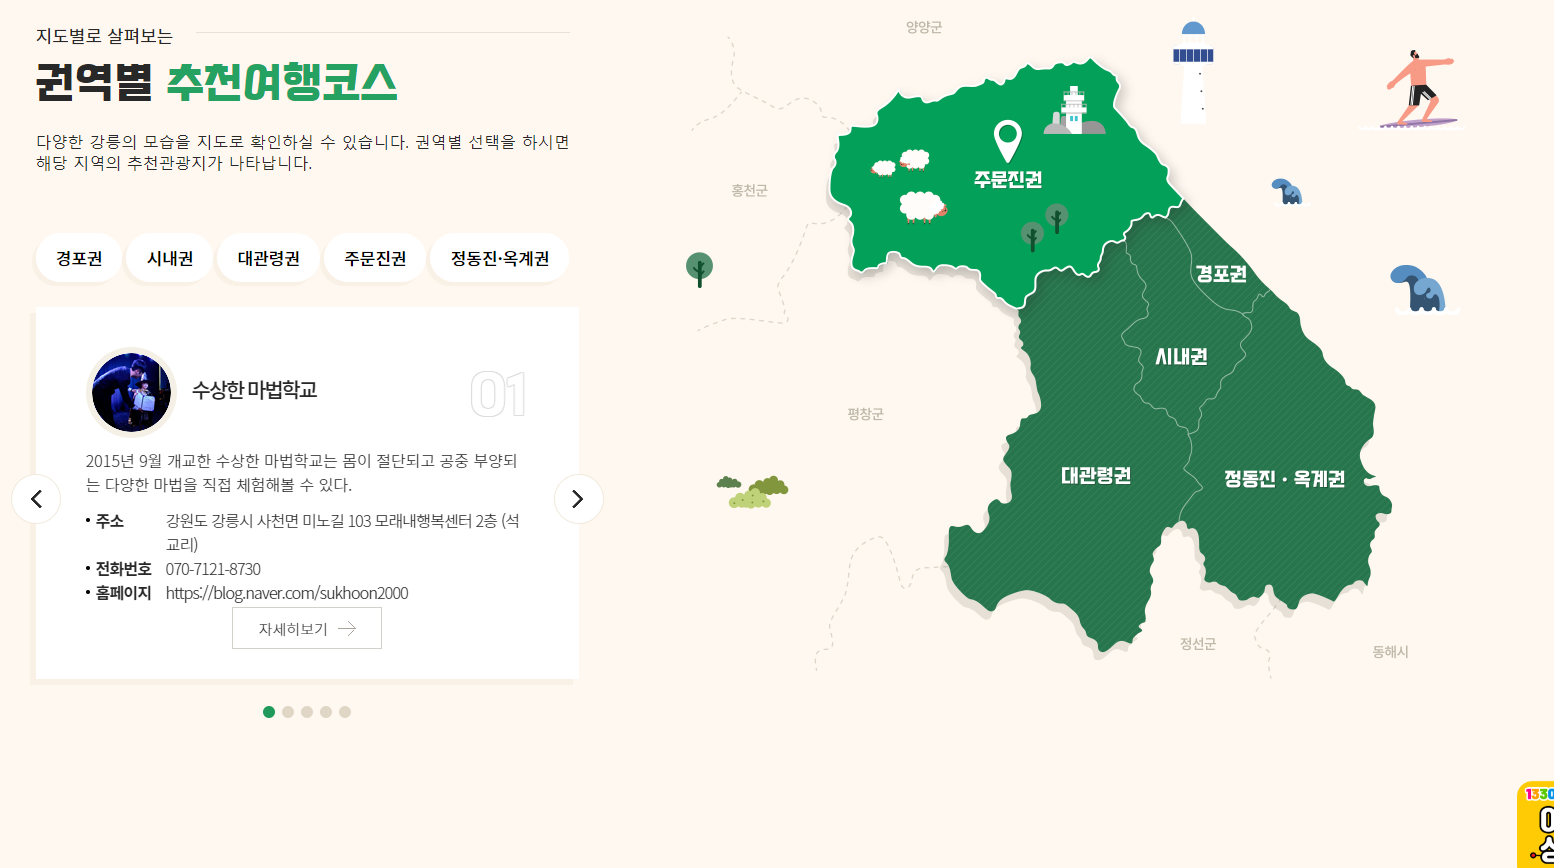 지도별로 살펴보는
권역별 추천여행코스
다양한 강릉의 모습을 지도로 확인하실 수 있습니다. 권역별 선택을 하시면
해당 지역의 추천관광지가 나타납니다.
경포권 시내권 대관령권 주문진권 정동진·옥계권
수상한 마법학교
01
2015년 9월 개교한 수상한 마법학교는 몸이 절단되고 공중 부양되
는 다양한 마법을 직접 체험해볼 수 있다.
주소 강원도 강릉시 사천면 미노길 103 모래내행복센터 2층 (석
교리)
전화번호 070-7121-8730
홈페이지 https://blog.naver.com/sukhoon2000
자세히보기
양양군
홍천군
주문진권
경포권
시내권
평창군
대관령권
정동진 · 옥계권
정선군
동해시
1330